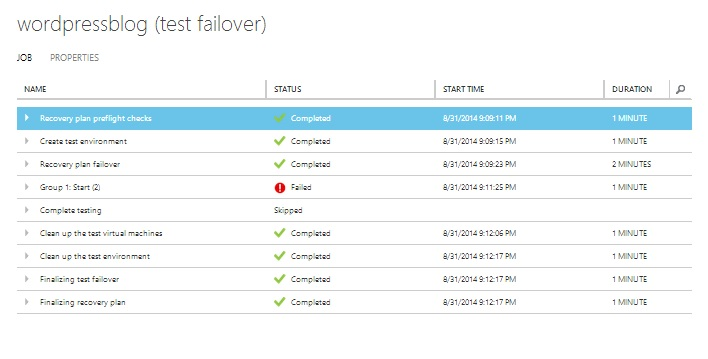 wordpressblog (test failover)
JOB PROPERTIES
NAME STATUS START TIME DURATION
Recovery plan preflight checks Completed 8/31/2014 9:09:11 PM 1 MINUTE
Create test environment Completed 8/31/2014 9:09:15 PM 1 MINUTE
Recovery plan failover Completed 8/31/2014 9:09:23 PM 2 MINUTES
Group 1: Start (2) Failed 8/31/2014 9:11:25 PM 1 MINUTE
Complete testing Skipped
Clean up the test virtual machines Completed 8/31/2014 9:12:06 PM 1 MINUTE
Clean up the test environment Completed 8/31/2014 9:12:17 PM 1 MINUTE
Finalizing test failover Completed 8/31/2014 9:12:17 PM 1 MINUTE
Finalizing recovery plan Completed 8/31/2014 9:12:17 PM 1 MINUTE